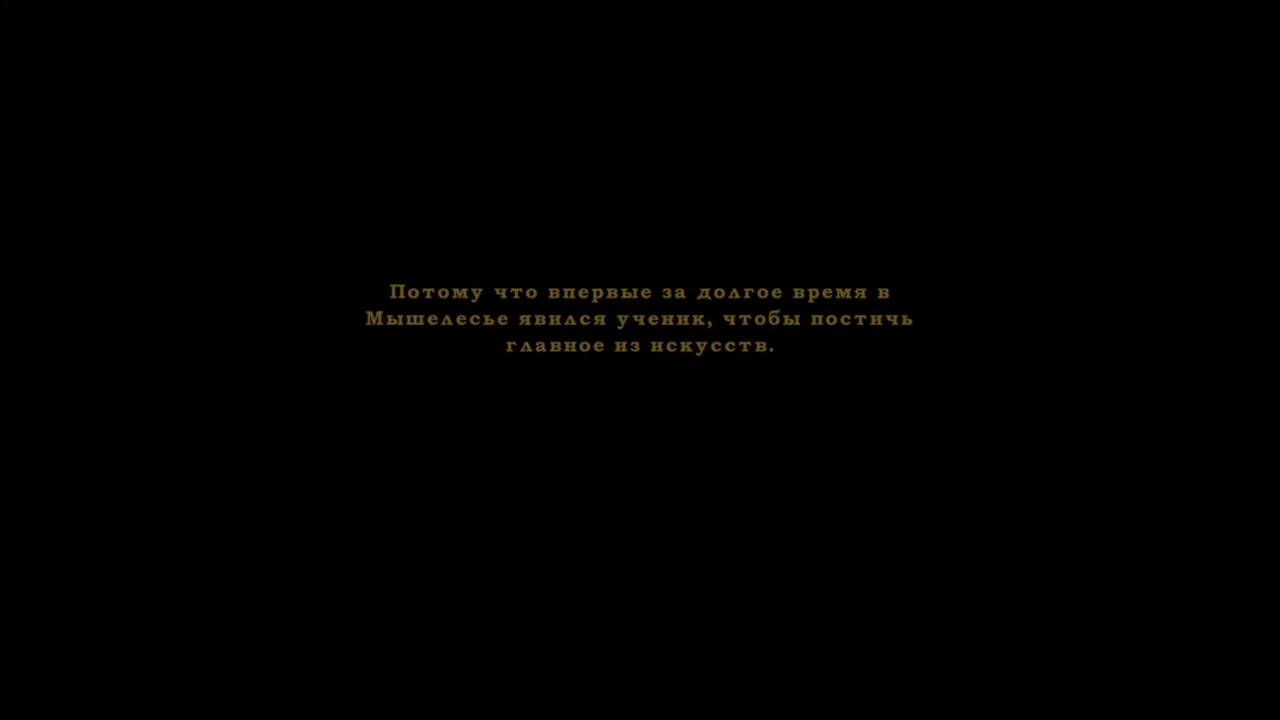 Потому что впервые за долгое время в
Мышелесье явился ученик, чтобы постичь
главное из искусств.